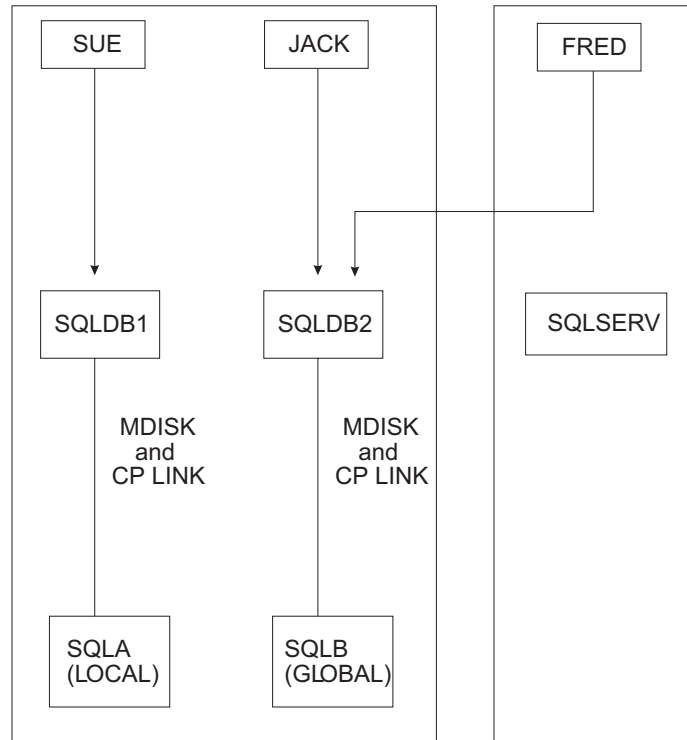 SUE
JACK
FRED
SQLDB1
SQLDB2
SQLSERV
MDISK
and
CP LINK
MDISK
and
CP LINK
SQLA
(LOCAL)
SQLB
(GLOBAL)